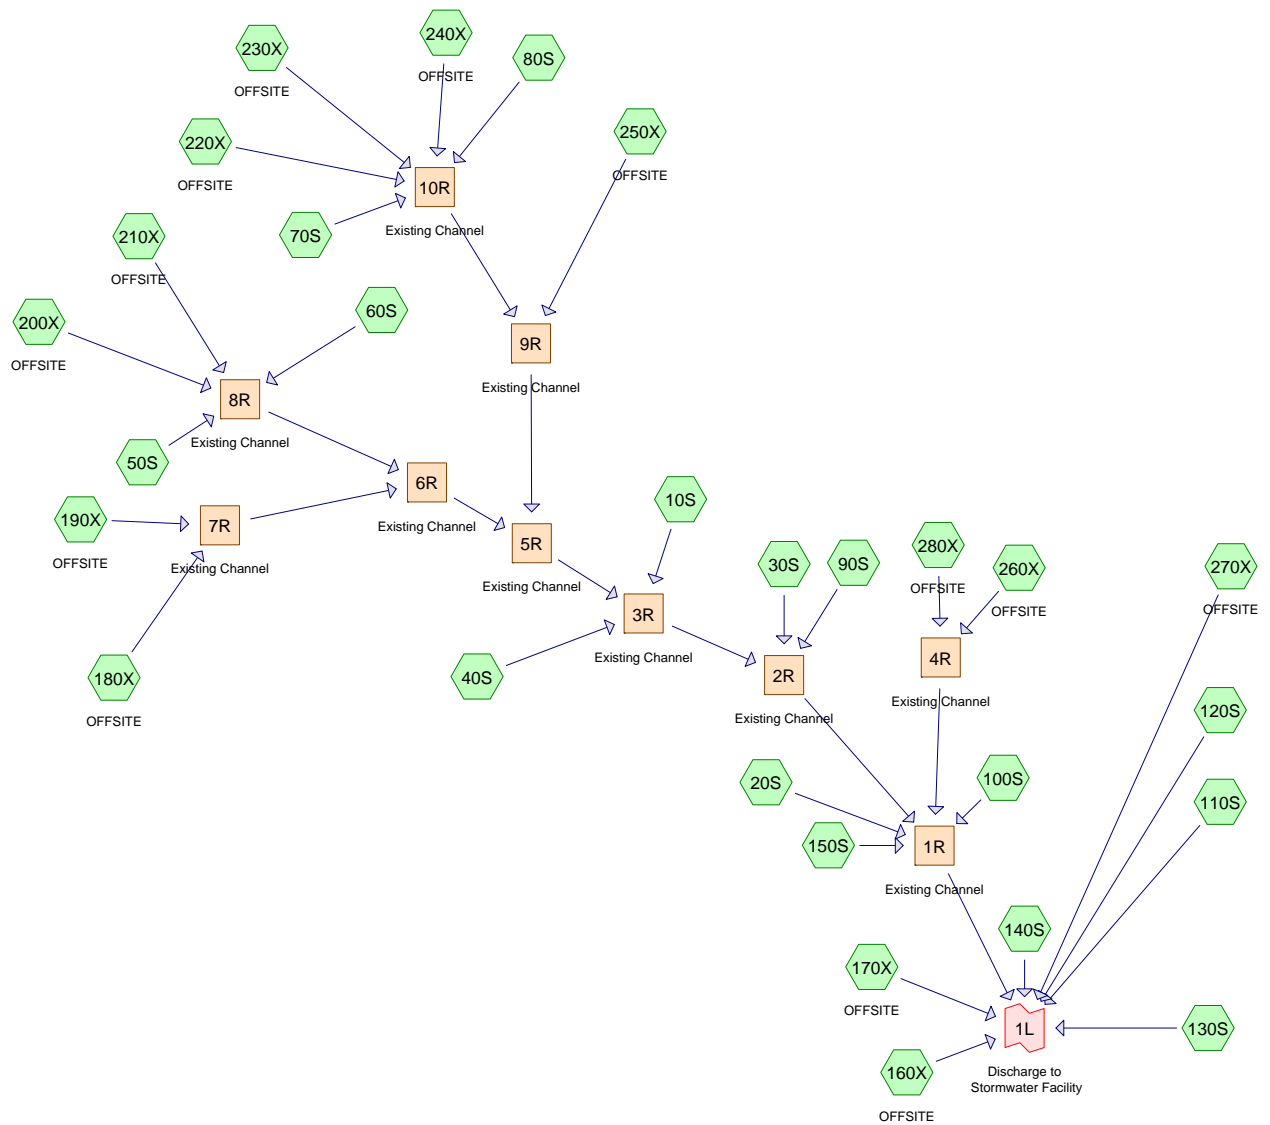 240X
OFFSITE
230X
OFFSITE
80S
250X
OFFSITE
220X
OFFSITE
10R
Existing Channel
70S
210X
OFFSITE
60S
200X
OFFSITE
9R
Existing Channel
8R
Existing Channel
50S
6R
Existing Channel
10S
190X
OFFSITE
7R
Existing Channel
5R
Existing Channel
30S
90S
280X
OFFSITE
260X
OFFSITE
270X
OFFSITE
3R
Existing Channel
4R
Existing Channel
180X
OFFSITE
40S
2R
Existing Channel
120S
20S
100S
110S
150S
1R
Existing Channel
140S
170X
OFFSITE
1L
Discharge to
Stormwater Facility
130S
160X
OFFSITE